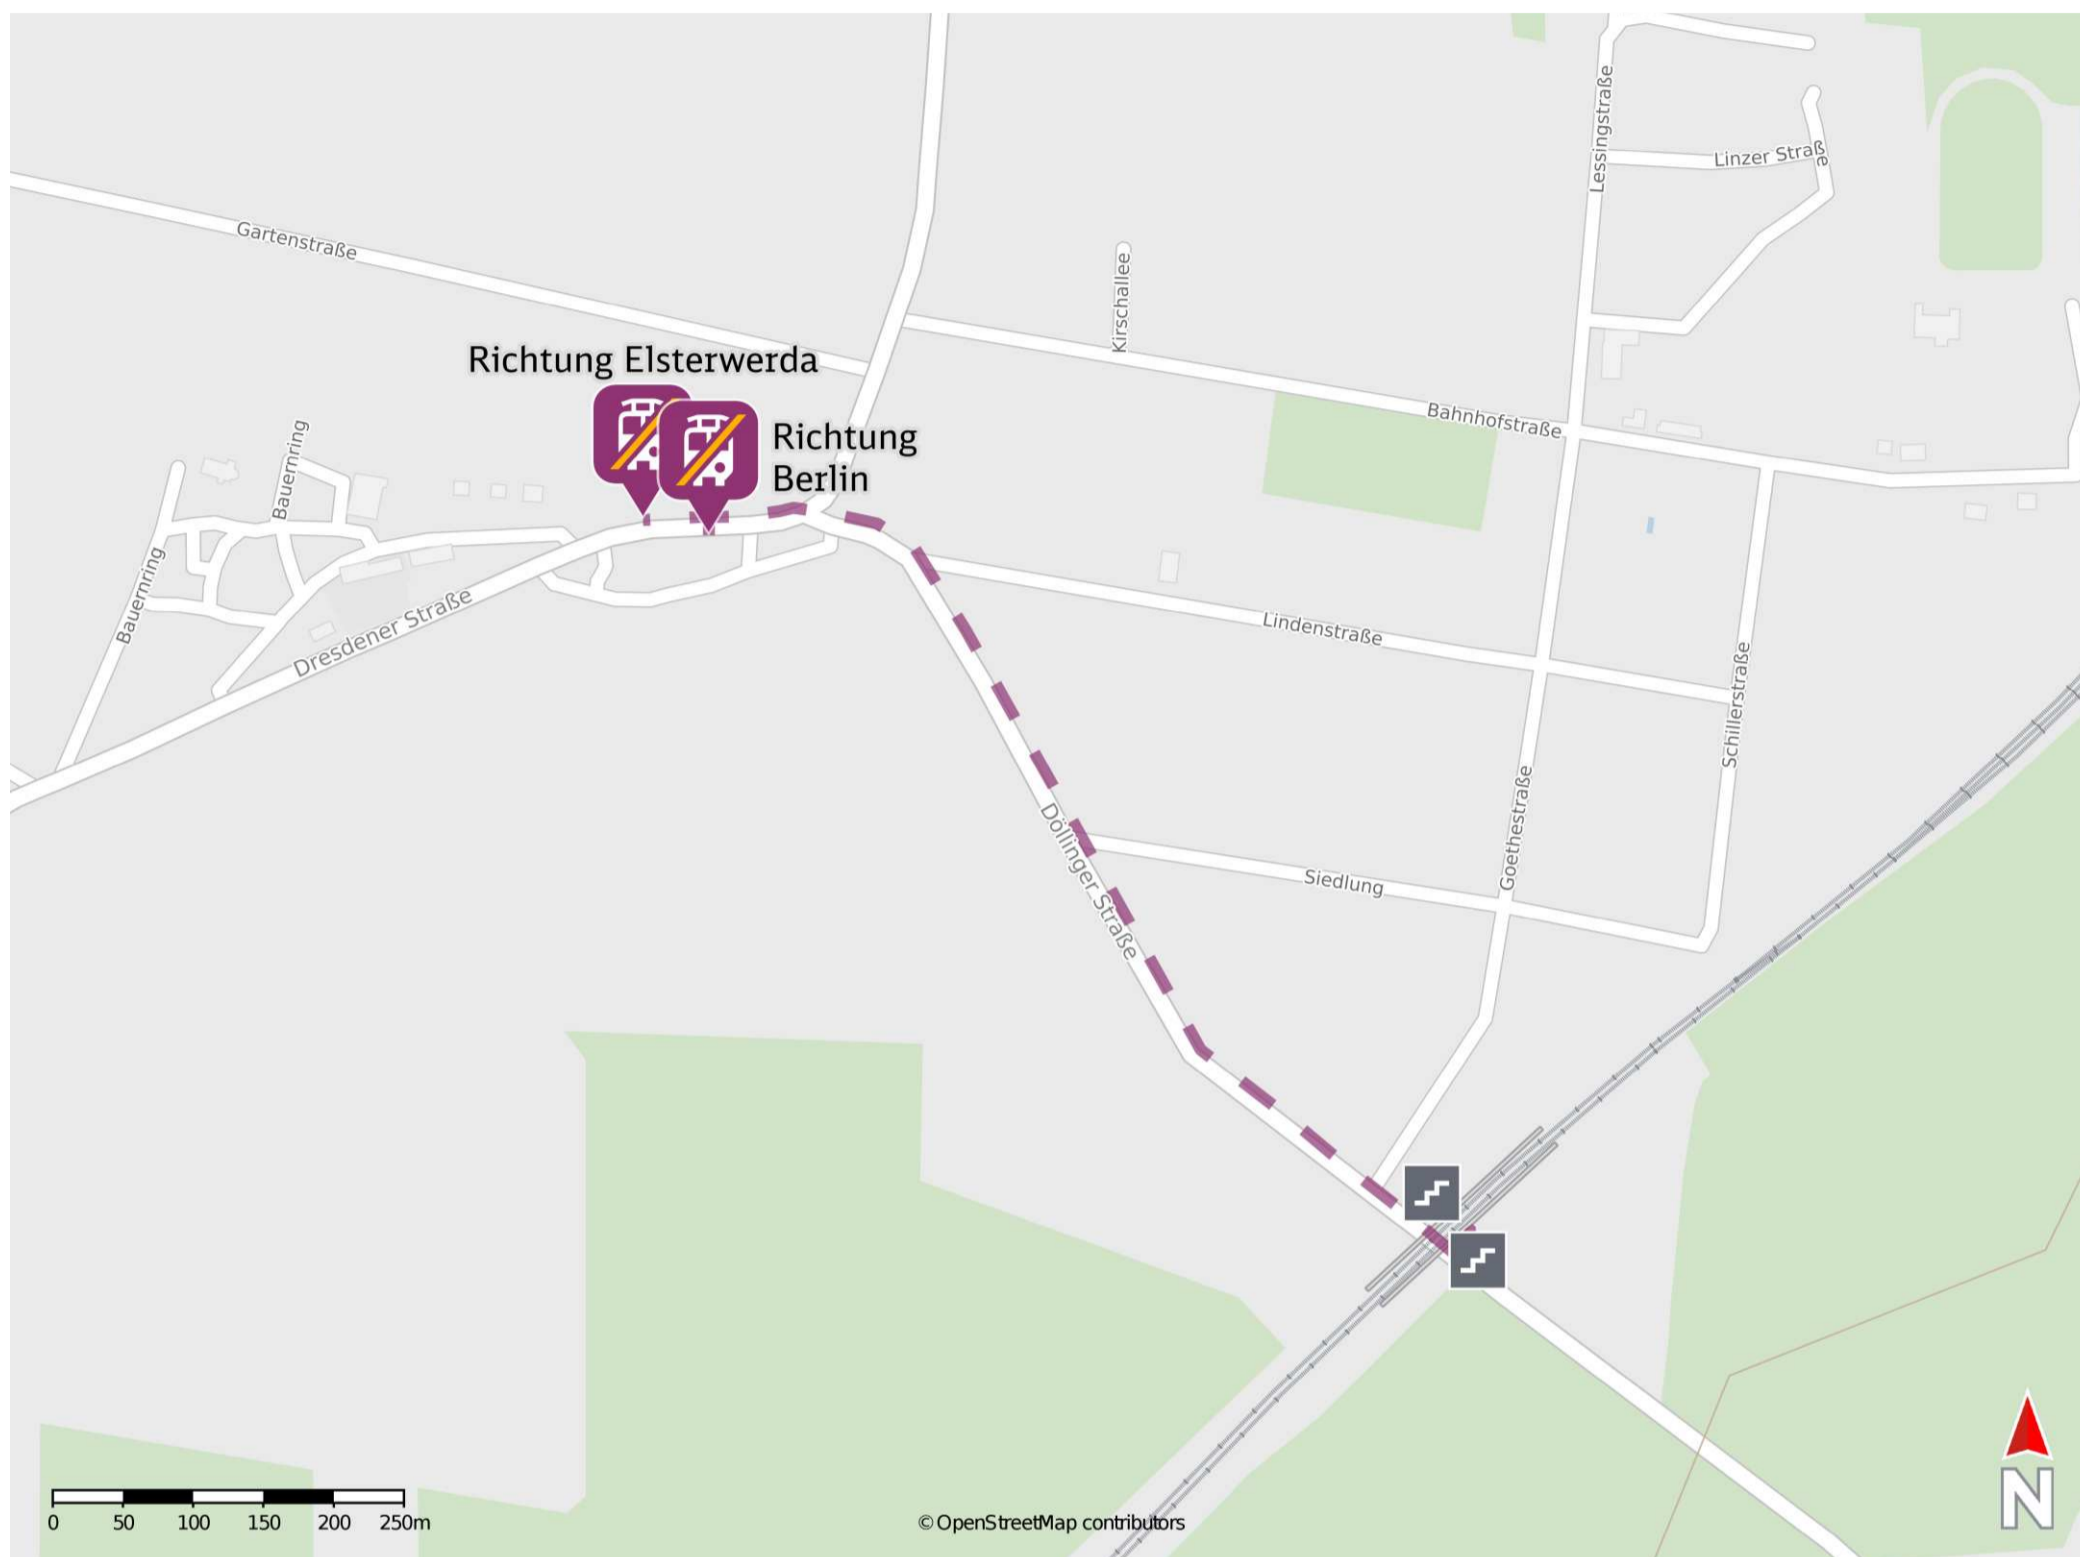 Lessingstraße
Linzer Straße
Gartenstraße
Kirschallee
Richtung Elsterwerda
Bahnhofstraße
Richtung
Berlin
Bauernring
Bauernring
Dresdener Straße
Lindenstraße
Schillerstraße
Goethestraße
Döllinger Straße
Siedlung
0 50 100 150 200 250m
© OpenStreetMap contributors
N